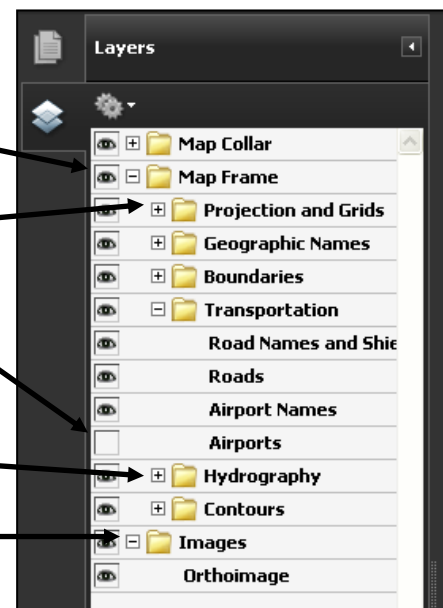 Layers
Map Collar
Map Frame
Projection and Grids
Geographic Names
Boundaries
Transportation
Road Names and Shie
Roads
Airport Names
Airports
Hydrography
Contours
Images
Orthoimage